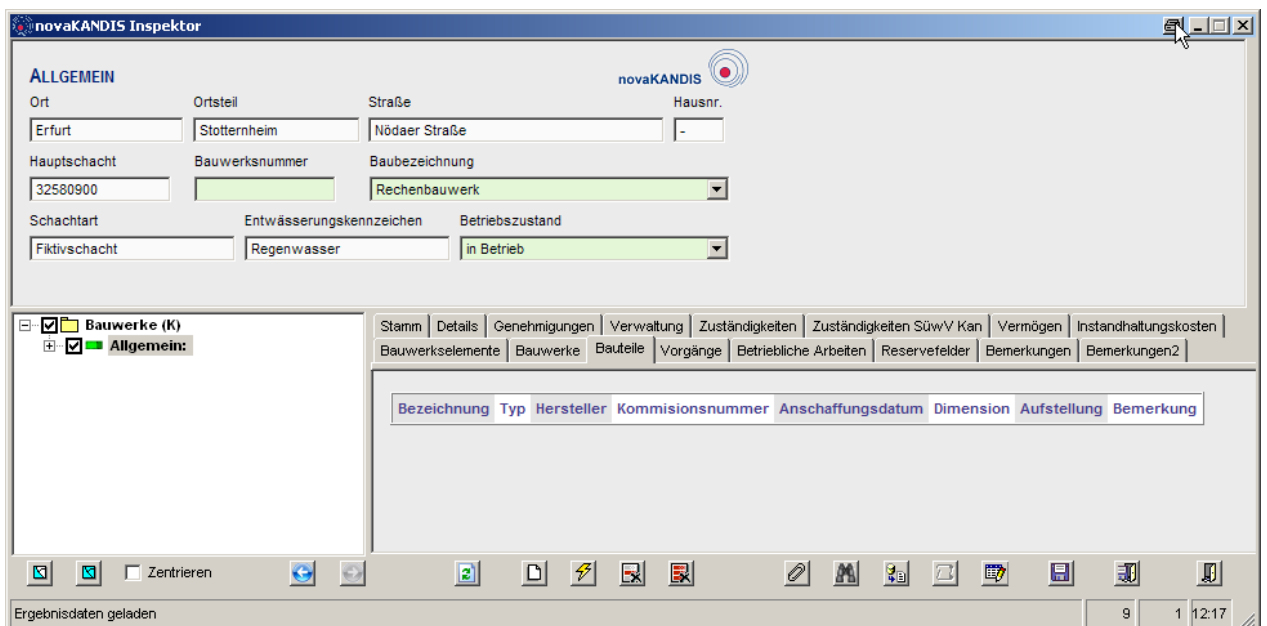 novaKANDIS Inspektor
ALLGEMEIN
novaKANDIS
Ort Ortsteil Straße Hausnr.
Erfurt Stotternheim Nödaer Straße -
Hauptschacht Bauwerksnummer Baubezeichnung
32580900 Rechenbauwerk
Schachtart Entwässerungskennzeichen Betriebszustand
Fiktivschacht Regenwasser in Betrieb
Bauwerke (K)
Allgemein:
Stamm Details Genehmigungen Verwaltung Zuständigkeiten Zuständigkeiten SüwV Kan Vermögen Instandhaltungskosten
Bauwerkselemente Bauwerke Bauteile Vorgänge Betriebliche Arbeiten Reservefelder Bemerkungen Bemerkungen2
Bezeichnung Typ Hersteller Kommisionsnummer Anschaffungsdatum Dimension Aufstellung Bemerkung
Zentrieren
Ergebnisdaten geladen 9 1 12:17